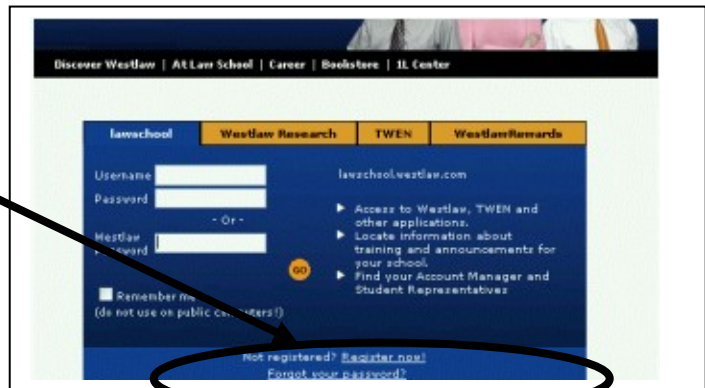 Discover Westlaw | At Law School | Career | Bookstore | 1L Center
lawschool
Westlaw Research
TWEN
WestlawRewards
Username
Password
- Or -
Westlaw
Password
GO
Remember me
(do not use on public computers!)
lawschool.westlaw.com
Access to Westlaw, TWEN and
other applications.
Locate information about
training and announcements for
your school.
Find your Account Manager and
Student Representatives
Not registered? Register now!
Forgot your password?